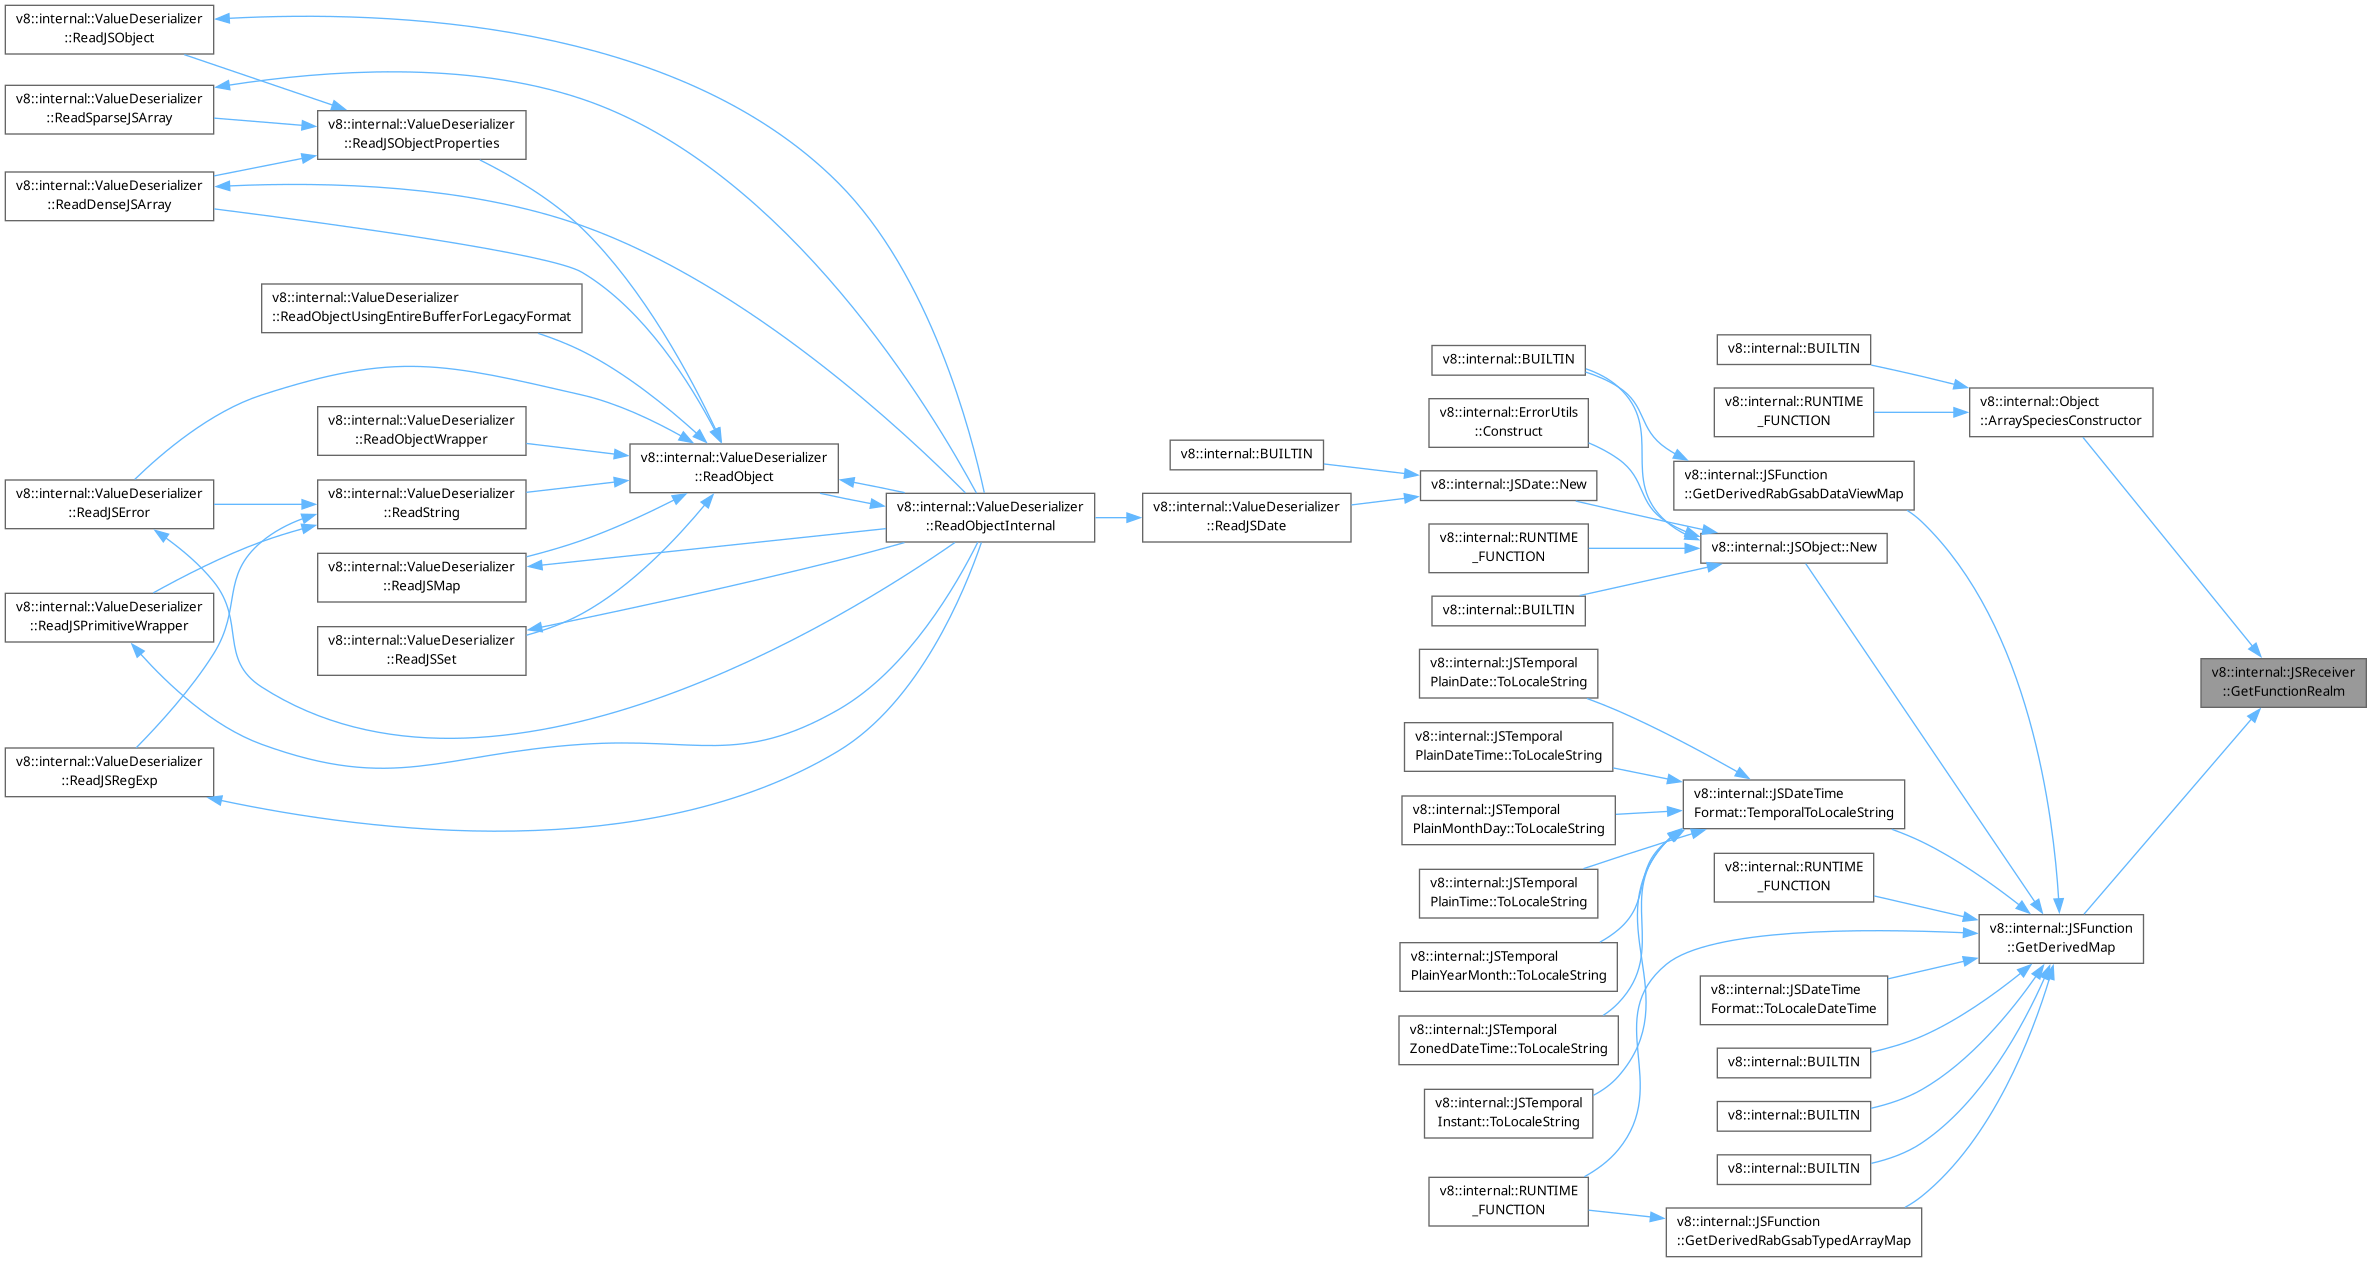 v8::internal::ValueDeserializer
::ReadJSObject
v8::internal::ValueDeserializer
::ReadSparseJSArray
v8::internal::ValueDeserializer
::ReadDenseJSArray
v8::internal::ValueDeserializer
::ReadJSError
v8::internal::ValueDeserializer
::ReadJSPrimitiveWrapper
v8::internal::ValueDeserializer
::ReadJSRegExp
v8::internal::ValueDeserializer
::ReadJSObjectProperties
v8::internal::ValueDeserializer
::ReadObjectUsingEntireBufferForLegacyFormat
v8::internal::ValueDeserializer
::ReadObjectWrapper
v8::internal::ValueDeserializer
::ReadString
v8::internal::ValueDeserializer
::ReadJSMap
v8::internal::ValueDeserializer
::ReadJSSet
v8::internal::ValueDeserializer
::ReadObject
v8::internal::ValueDeserializer
::ReadObjectInternal
v8::internal::BUILTIN
v8::internal::ValueDeserializer
::ReadJSDate
v8::internal::BUILTIN
v8::internal::ErrorUtils
::Construct
v8::internal::JSDate::New
v8::internal::RUNTIME
_FUNCTION
v8::internal::BUILTIN
v8::internal::JSTemporal
PlainDate::ToLocaleString
v8::internal::JSTemporal
PlainDateTime::ToLocaleString
v8::internal::JSTemporal
PlainMonthDay::ToLocaleString
v8::internal::JSTemporal
PlainTime::ToLocaleString
v8::internal::JSTemporal
PlainYearMonth::ToLocaleString
v8::internal::JSTemporal
ZonedDateTime::ToLocaleString
v8::internal::JSTemporal
Instant::ToLocaleString
v8::internal::RUNTIME
_FUNCTION
v8::internal::BUILTIN
v8::internal::RUNTIME
_FUNCTION
v8::internal::JSFunction
::GetDerivedRabGsabDataViewMap
v8::internal::JSObject::New
v8::internal::JSDateTime
Format::TemporalToLocaleString
v8::internal::RUNTIME
_FUNCTION
v8::internal::JSDateTime
Format::ToLocaleDateTime
v8::internal::BUILTIN
v8::internal::BUILTIN
v8::internal::BUILTIN
v8::internal::JSFunction
::GetDerivedRabGsabTypedArrayMap
v8::internal::Object
::ArraySpeciesConstructor
v8::internal::JSFunction
::GetDerivedMap
v8::internal::JSReceiver
::GetFunctionRealm